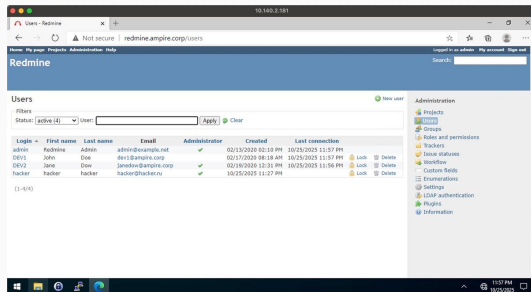 10.140.2.181
Users - Redmine
Not secure redmine.ampire.corp/users
Home My page Projects Administration Help
Logged in as admin My account Sign out
Redmine
Search:
Users
New user
Filters
Status: active (4) User: Apply Clear
Login First name Last name Email Administrator Created Last connection
admin Redmine Admin admin@example.net 02/13/2020 02:10 PM 10/25/2025 11:57 PM
DEV1 John Doe dev1@ampire.corp 02/17/2020 08:18 AM 10/25/2025 11:57 PM Lock Delete
DEV2 Jane Dow janedow@ampire.corp 02/19/2020 12:31 PM 10/25/2025 11:56 PM Lock Delete
hacker hacker hacker hacker@hacker.ru 10/25/2025 11:27 PM Lock Delete
(1-4/4)
Administration
Projects
Users
Groups
Roles and permissions
Trackers
Issue statuses
Workflow
Custom fields
Enumerations
Settings
LDAP authentication
Plugins
Information
11:57 PM
10/25/2025